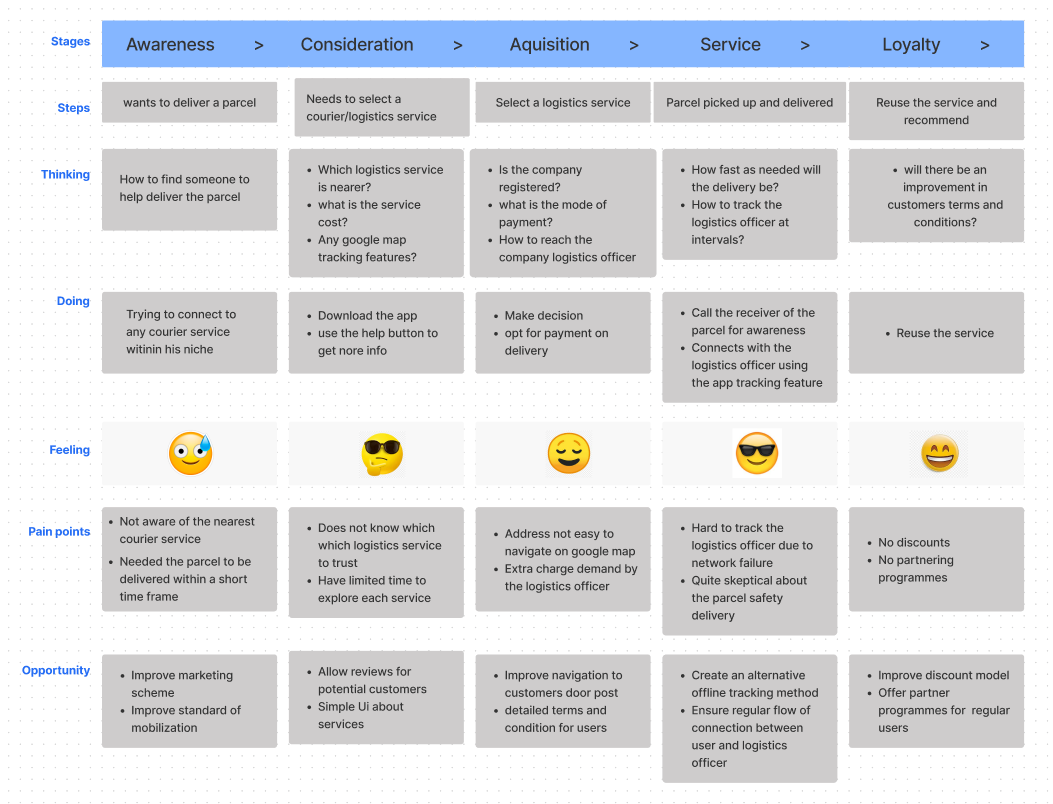 Stages
Awareness >
Consideration >
Aquisition >
Service >
Loyalty >
Steps
wants to deliver a parcel
Needs to select a
courier/logistics service
Select a logistics service
Parcel picked up and delivered
Reuse the service and
recommend
Thinking
How to find someone to
help deliver the parcel
• Which logistics service
is nearer?
• what is the service
cost?
• Any google map
tracking features?
• Is the company
registered?
• what is the mode of
payment?
• How to reach the
company logistics officer
• How fast as needed will
the delivery be?
• How to track the
logistics officer at
intervals?
• will there be an
improvement in
customers terms and
conditions?
Doing
Trying to connect to
any courier service
witinin his niche
• Download the app
• use the help button to
get nore info
• Make decision
• opt for payment on
delivery
• Call the receiver of the
parcel for awareness
• Connects with the
logistics officer using
the app tracking feature
• Reuse the service
Feeling
Pain points
• Not aware of the nearest
courier service
• Needed the parcel to be
delivered within a short
time frame
• Does not know which
which logistics service
to trust
• Have limited time to
explore each service
• Address not easy to
navigate on google map
• Extra charge demand by
the logistics officer
• Hard to track the
logistics officer due to
network failure
• Quite skeptical about
the parcel safety
delivery
• No discounts
• No partnering
programmes
Opportunity
• Improve marketing
scheme
• Improve standard of
mobilization
• Allow reviews for
potential customers
• Simple Ui about
services
• Improve navigation to
customers door post
• detailed terms and
condition for users
• Create an alternative
offline tracking method
• Ensure regular flow of
connection between
user and logistics
officer
• Improve discount model
• Offer partner
programmes for regular
users